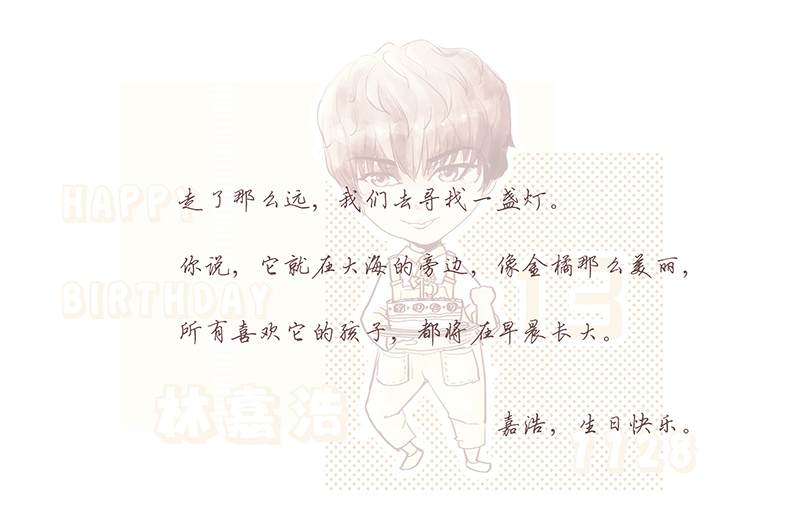 走了那么远，我们去寻找一盏灯。
HAPPY
你说，它就在大海的旁边，像金橘那么美丽，
BIRTHDAY
所有喜欢它的孩子，都将在早晨长大。
林嘉浩
嘉浩，生日快乐。
1128